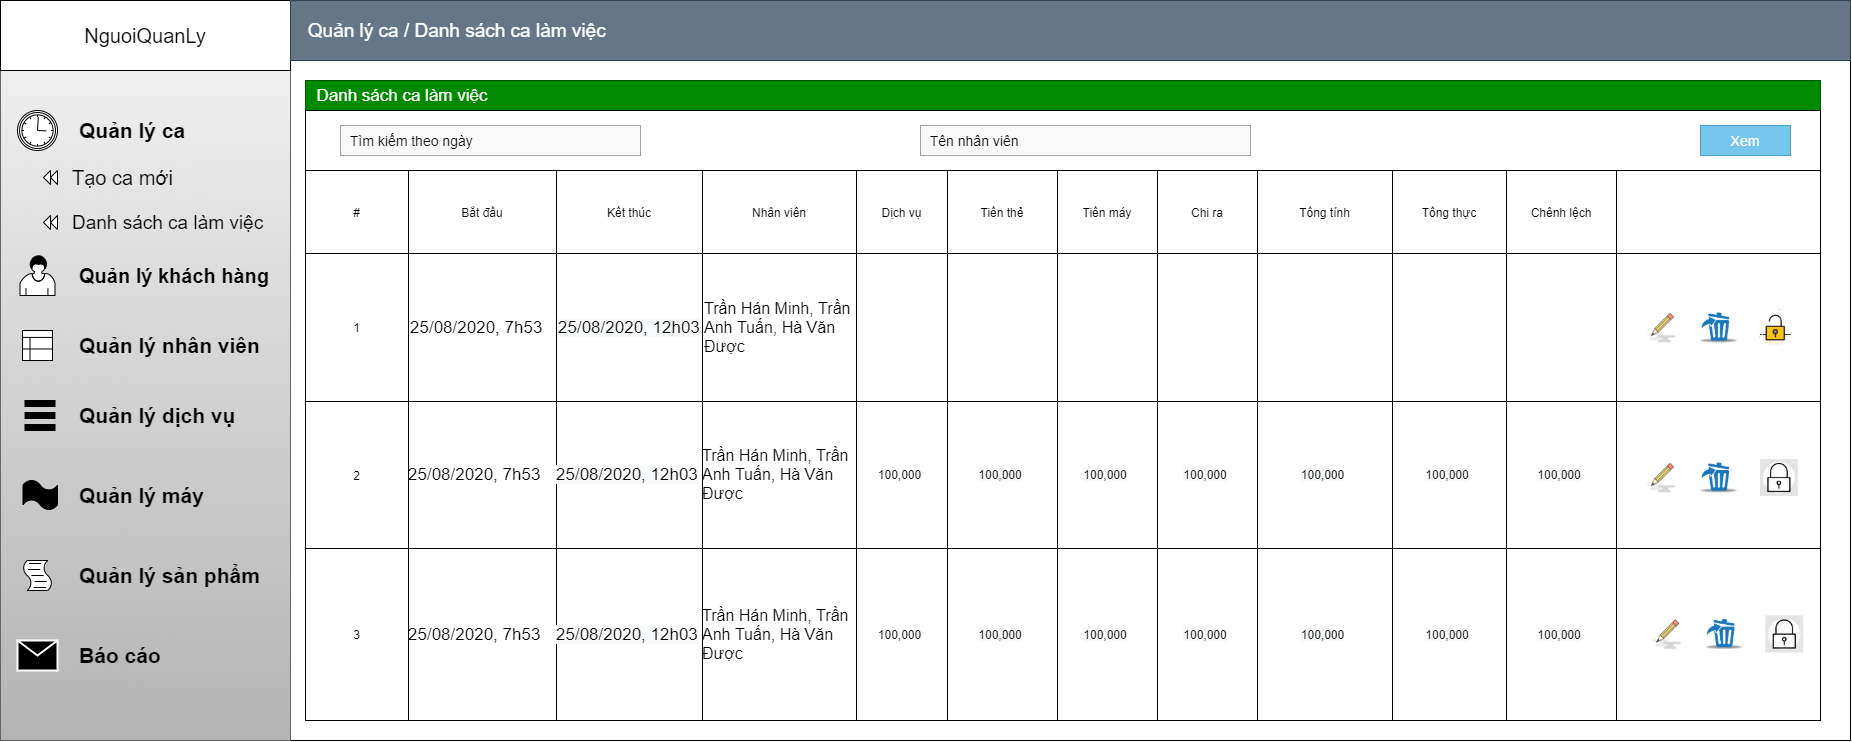 NguoiQuanLy
Quản lý ca / Danh sách ca làm việc
Quản lý ca
Tạo ca mới
Danh sách ca làm việc
Quản lý khách hàng
Quản lý nhân viên
Quản lý dịch vụ
Quản lý máy
Quản lý sản phẩm
Báo cáo
Danh sách ca làm việc
Tìm kiếm theo ngày
Tên nhân viên
Xem
# Bắt đầu Kết thúc Nhân viên Dịch vụ Tiền thẻ Tiền máy Chi ra Tổng tính Tổng thực Chênh lệch
1 25/08/2020, 7h53 25/08/2020, 12h03 Trần Hán Minh, Trần
Anh Tuấn, Hà Văn
Được
2 25/08/2020, 7h53 25/08/2020, 12h03 Trần Hán Minh, Trần
Anh Tuấn, Hà Văn
Được
100,000 100,000 100,000 100,000 100,000 100,000 100,000
3 25/08/2020, 7h53 25/08/2020, 12h03 Trần Hán Minh, Trần
Anh Tuấn, Hà Văn
Được
100,000 100,000 100,000 100,000 100,000 100,000 100,000